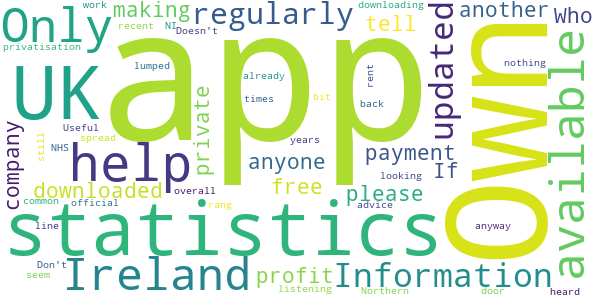 work
downloading
Only
making
regularly
another
Who
recent
NI
Doesn't
tell
privatisation
app
UK
lumped
already
rent
updated
own
nothing
available
times
bit
back
company
still
Useful
spread
private
years
NHS
help
anyone
payment
If
looking
downloaded
overall
free
please
common
official
rang
advice
statistics
line
anyway
Don't
seem
Ireland
profit
Information
listening
Northern
door
heard